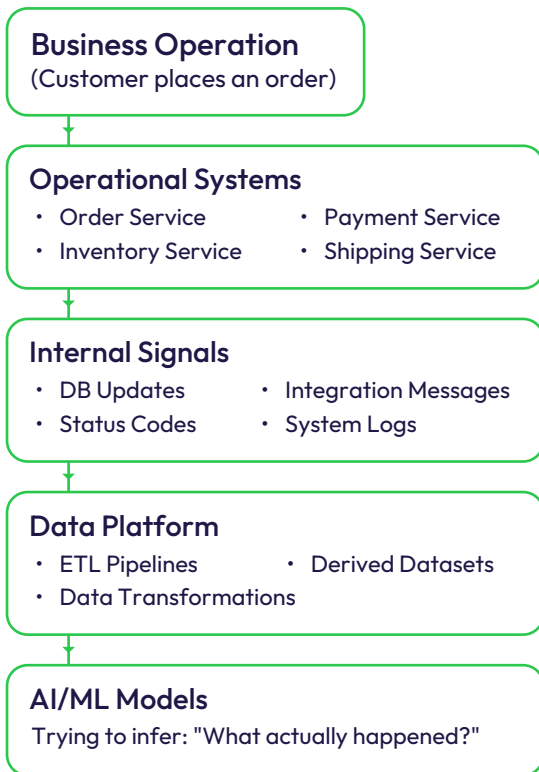 Business Operation
(Customer places an order)
Operational Systems
• Order Service
• Payment Service
• Inventory Service
• Shipping Service
Internal Signals
• DB Updates
• Integration Messages
• Status Codes
• System Logs
Data Platform
• ETL Pipelines
• Derived Datasets
• Data Transformations
AI/ML Models
Trying to infer: "What actually happened?"